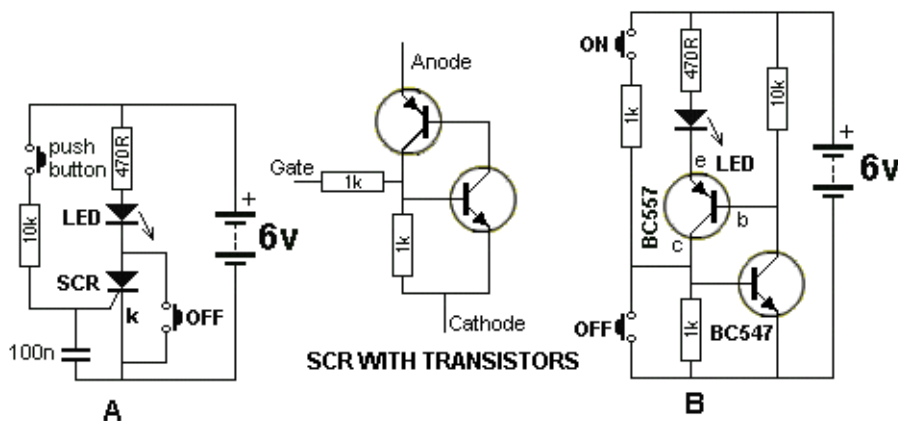 push
button
470R
10k
LED
SCR
k
OFF
100n
+
6v
A
Anode
Gate
1k
1k
Cathode
SCR WITH TRANSISTORS
ON
470R
10k
1k
LED
e
BC557
b
c
OFF
1k
BC547
+
6v
B